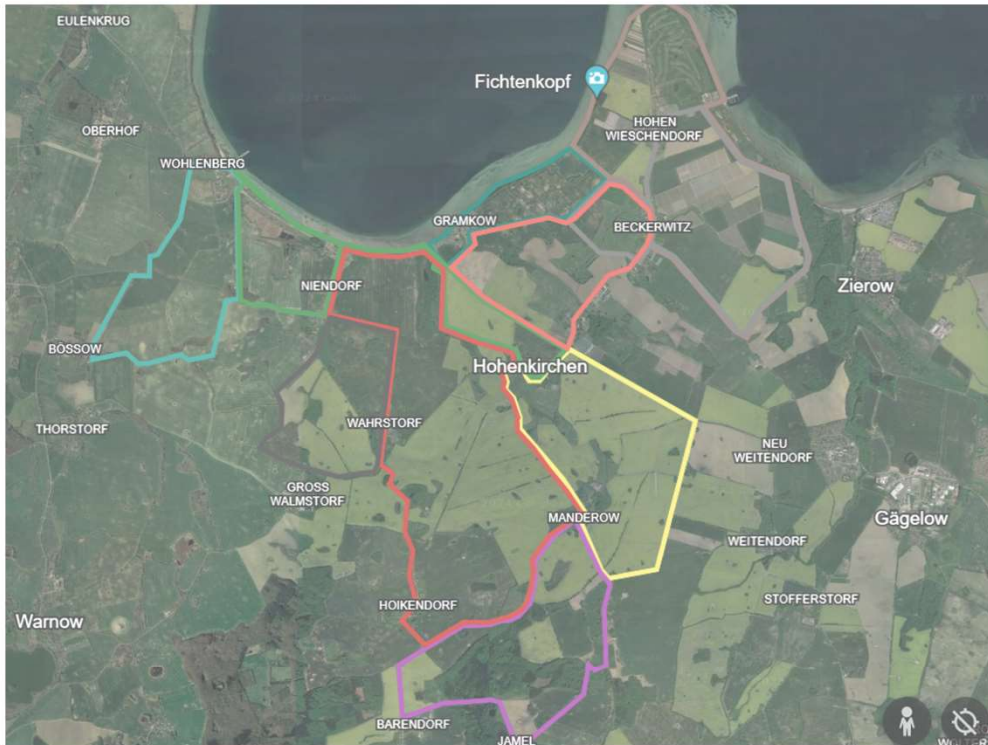 EULENKRUG
Fichtenkopf
OBERHOF
HOHEN
WIESCHENDORF
WOHLENBERG
GRAMKOW
BECKERWITZ
NIENDORF
Zierow
BÖSSOW
Hohenkirchen
THORSTORF
WAHRSTORF
NEU
WEITENDORF
GROSS
WALMSTORF
MANDEROW
Gägelow
WEITENDORF
HOIKENDORF
STOFFERSTORF
Warnow
BARENDORF
JAMEL